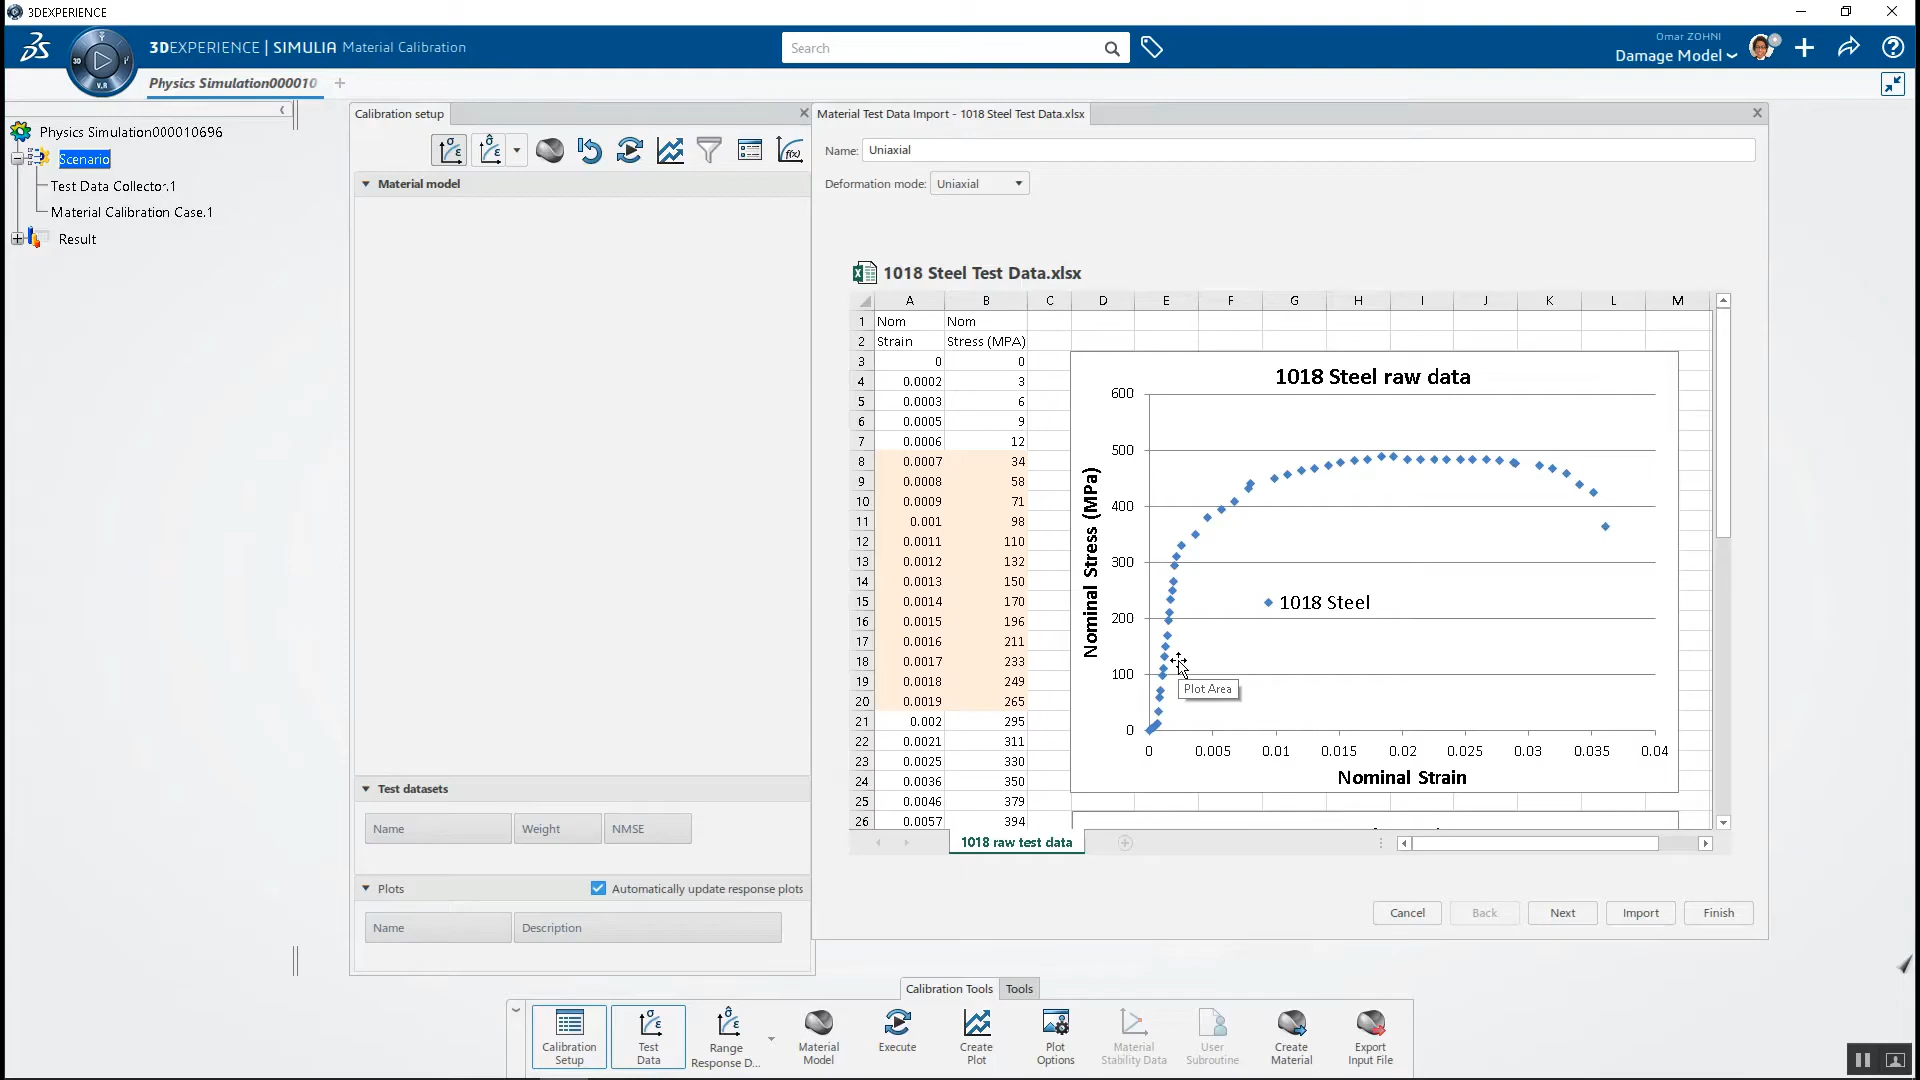 3DEXPERIENCE
3DEXPERIENCE | SIMULIA Material Calibration
Search
Omar ZOHNI
Damage Model
3D
V.R
Physics Simulation000010
Physics Simulation000010696
Scenario
Test Data Collector.1
Material Calibration Case.1
Result
Calibration setup
f(x)
Material model
Test datasets
Name Weight NMSE
Plots Automatically update response plots
Name Description
Material Test Data Import - 1018 Steel Test Data.xlsx
Name: Uniaxial
Deformation mode: Uniaxial
1018 Steel Test Data.xlsx
A B C D E F G H I J K L M
1 Nom Nom
2 Strain Stress (MPA)
3 0 0
4 0.0002 3
5 0.0003 6
6 0.0005 9
7 0.0006 12
8 0.0007 34
9 0.0008 58
10 0.0009 71
11 0.001 98
12 0.0011 110
13 0.0012 132
14 0.0013 150
15 0.0014 170
16 0.0015 196
17 0.0016 211
18 0.0017 233
19 0.0018 249
20 0.0019 265
21 0.002 295
22 0.0021 311
23 0.0025 330
24 0.0036 350
25 0.0046 379
26 0.0057 394
1018 Steel raw data
600
500
400
300
200
100
0
Nominal Stress (MPa)
1018 Steel
Plot Area
0 0.005 0.01 0.015 0.02 0.025 0.03 0.035 0.04
Nominal Strain
1018 raw test data
Cancel Back Next Import Finish
Calibration Tools Tools
Calibration Setup
Test Data
Range Response D...
Material Model
Execute
Create Plot
Plot Options
Material Stability Data
User Subroutine
Create Material
Export Input File